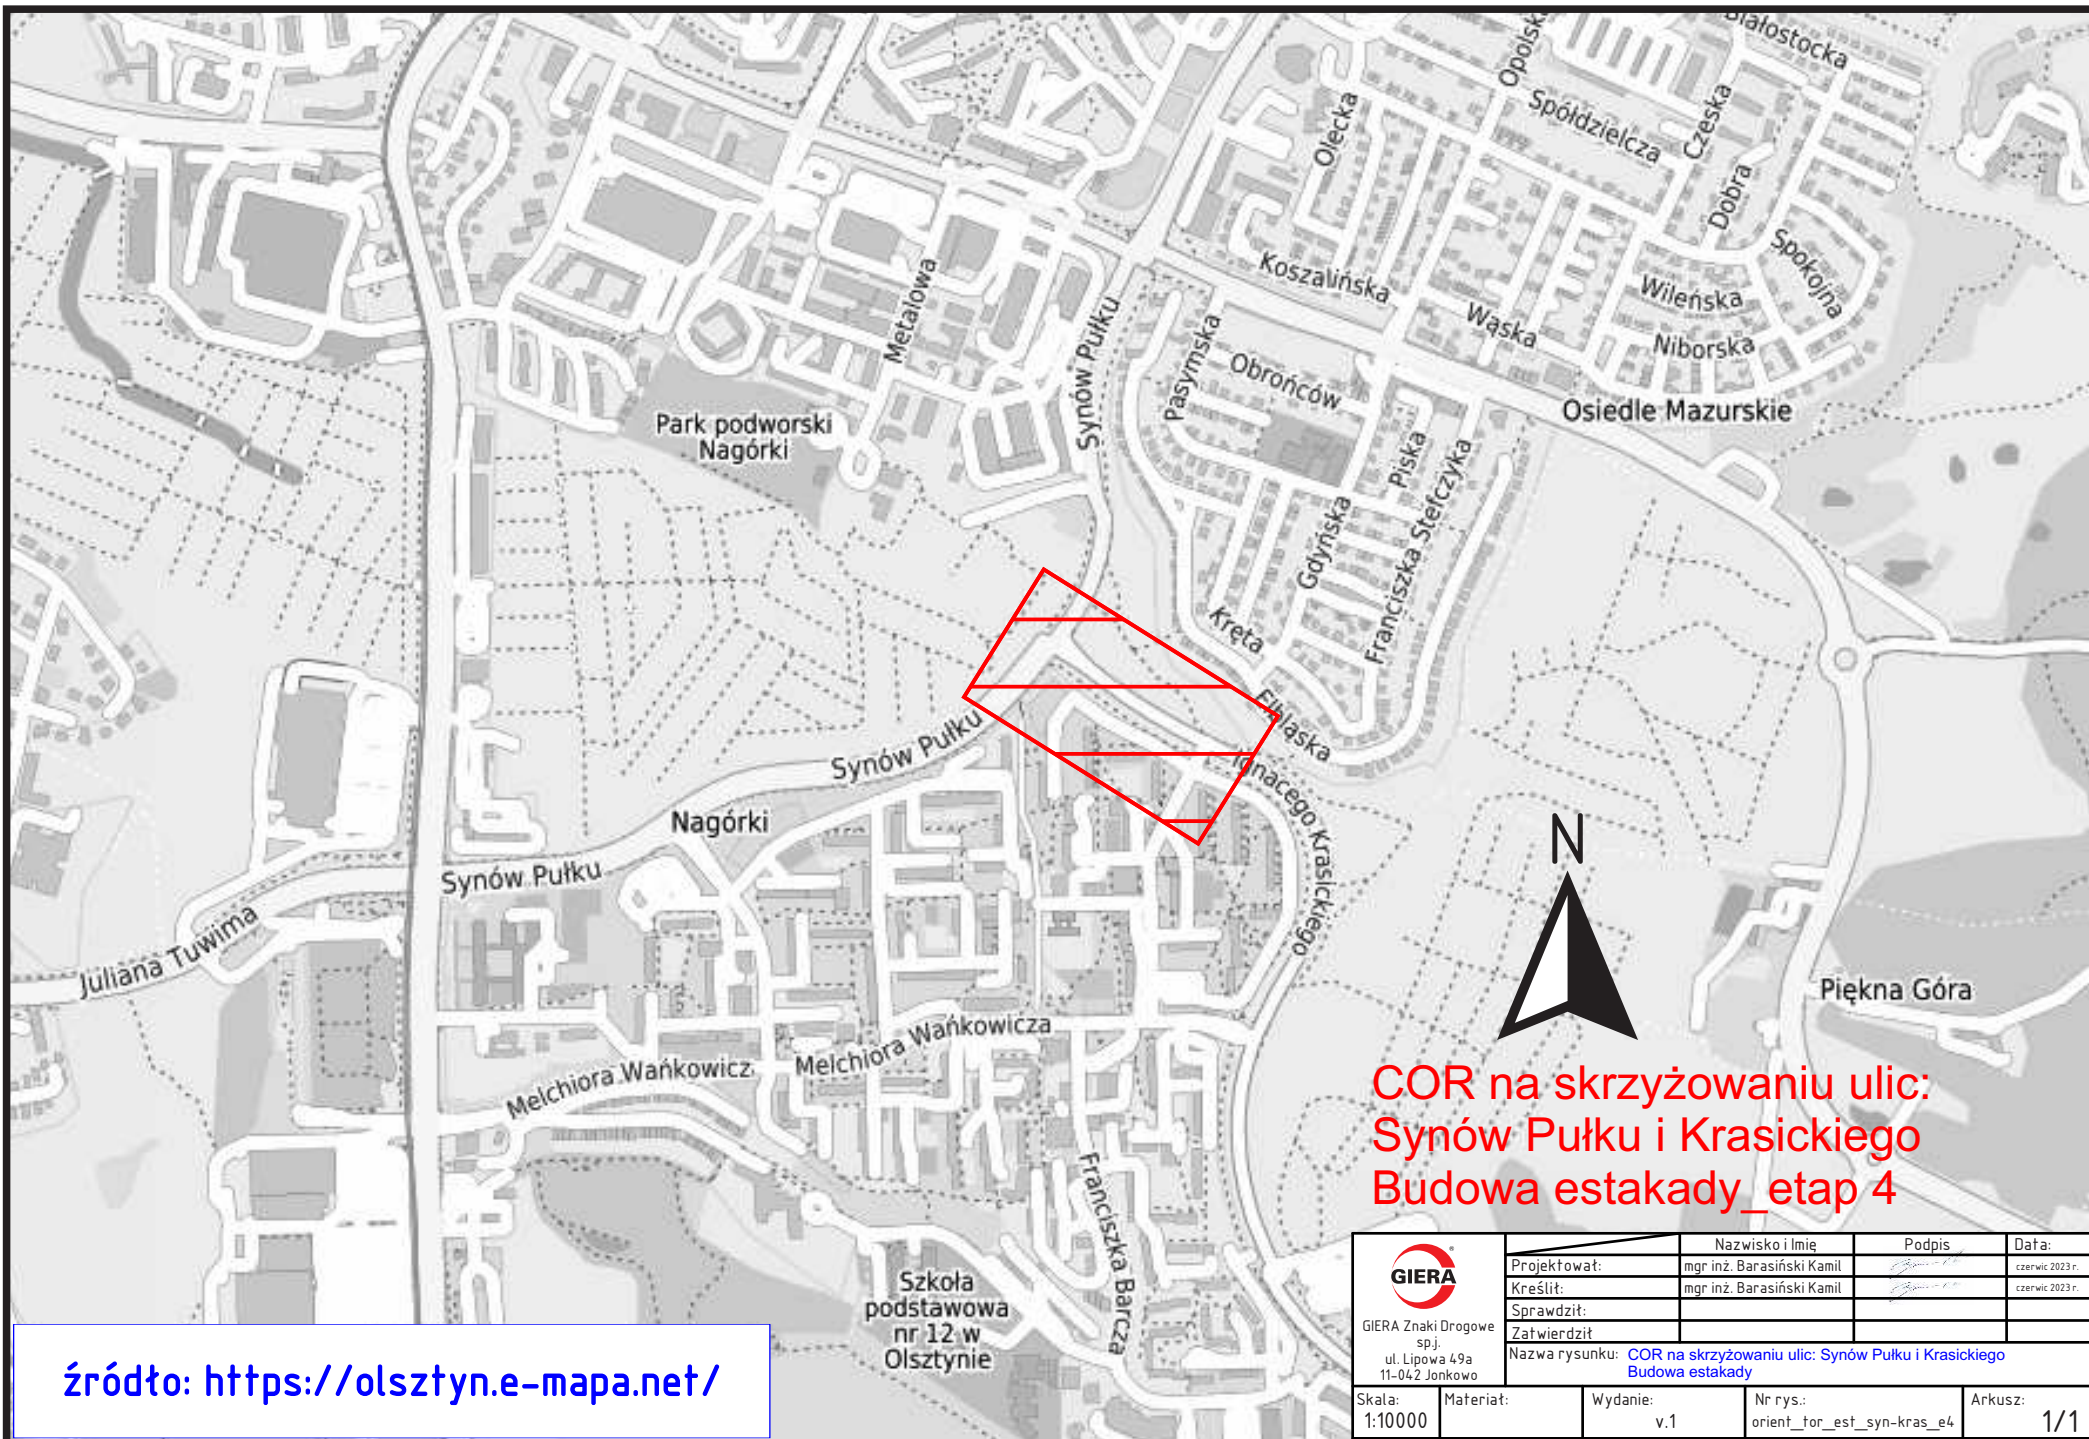 Białostocka
Opolska
Spółdzielcza
Czeska
Olecka
Dobra
Spokojna
Koszalińska
Wileńska
Wąska
Niborska
Metalowa
Synów Pułku
Pasymska
Obrońców
Osiedle Mazurskie
Park podworski
Nagórki
Piska
Franciszka Stefczyka
Gdyńska
Kręta
Elbląska
Synów Pułku
Ignacego Krasickiego
Nagórki
Synów Pułku
N
Juliana Tuwima
Piękna Góra
Melchiora Wańkowicza
Melchiora Wańkowicz
COR na skrzyżowaniu ulic:
Synów Pułku i Krasickiego
Budowa estakady_etap 4
Franciszka Barcza
Szkoła
podstawowa
nr 12 w
Olsztynie
źródło: https://olsztyn.e-mapa.net/
GIERA
GIERA Znaki Drogowe
sp.j.
ul. Lipowa 49a
11-042 Jonkowo
Nazwisko i Imię Podpis Data:
Projektował: mgr inż. Barasiński Kamil czerwic 2023 r.
Kreślił: mgr inż. Barasiński Kamil czerwic 2023 r.
Sprawdził:
Zatwierdził
Nazwa rysunku: COR na skrzyżowaniu ulic: Synów Pułku i Krasickiego
Budowa estakady
Skala: Materiał: Wydanie: Nr rys.: Arkusz:
1:10000 v.1 orient_tor_est_syn-kras_e4 1/1